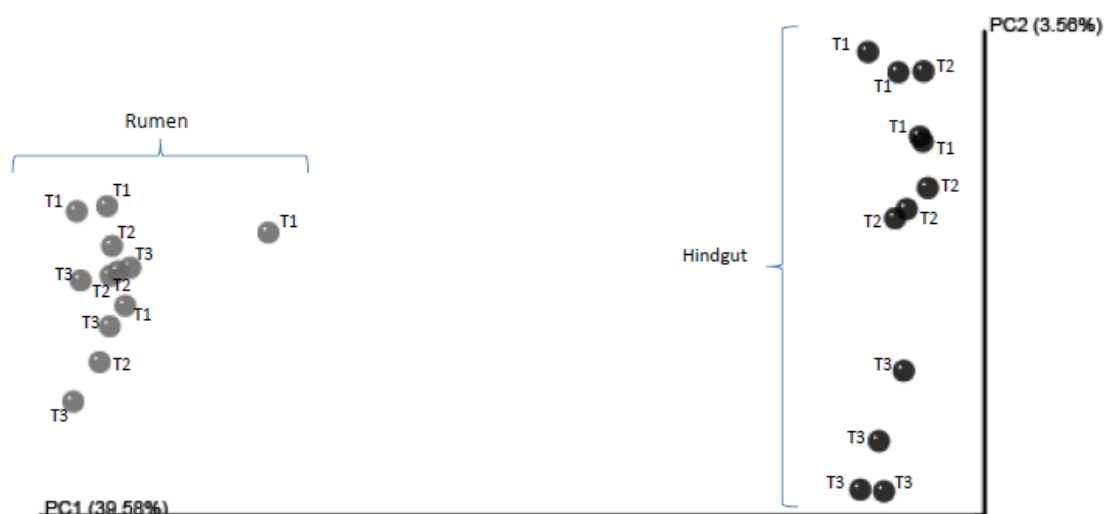 PC2 (3.56%)
T1
T2
T1
Rumen
T1
T1
T1
T1
T2
T1
T2
T2
T2
T3
Hindgut
T3
T2
T2
T1
T3
T2
T3
T3
T3
T3
T3
PC1 (39.58%)